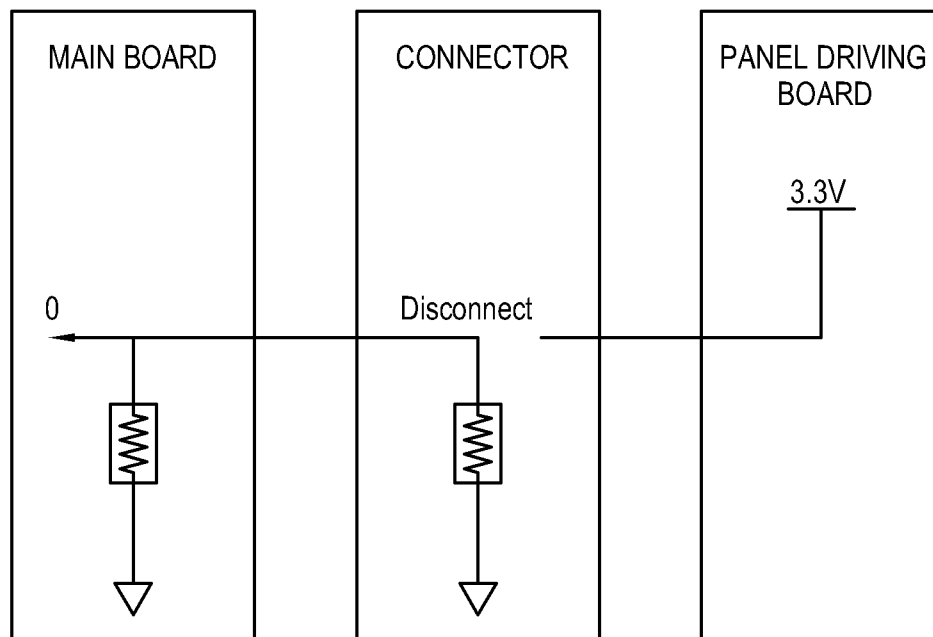 MAIN BOARD
CONNECTOR
PANEL DRIVING
BOARD
3.3V
0
Disconnect